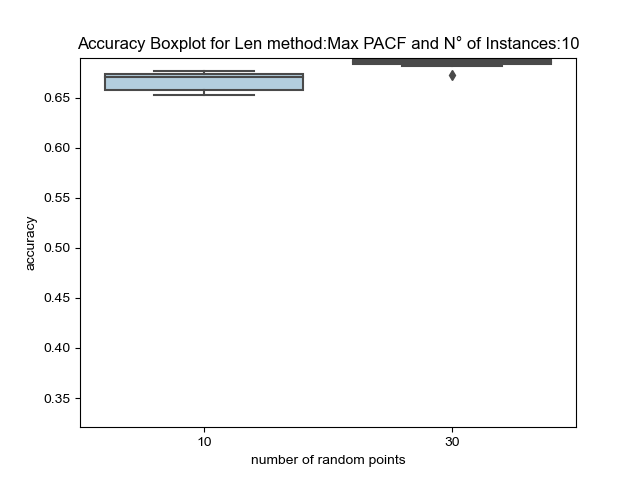 Accuracy Boxplot for Len method:Max PACF and N° of Instances:10
0.65
0.60
0.55
0.50
0.45
0.40
0.35
accuracy
10 30
number of random points